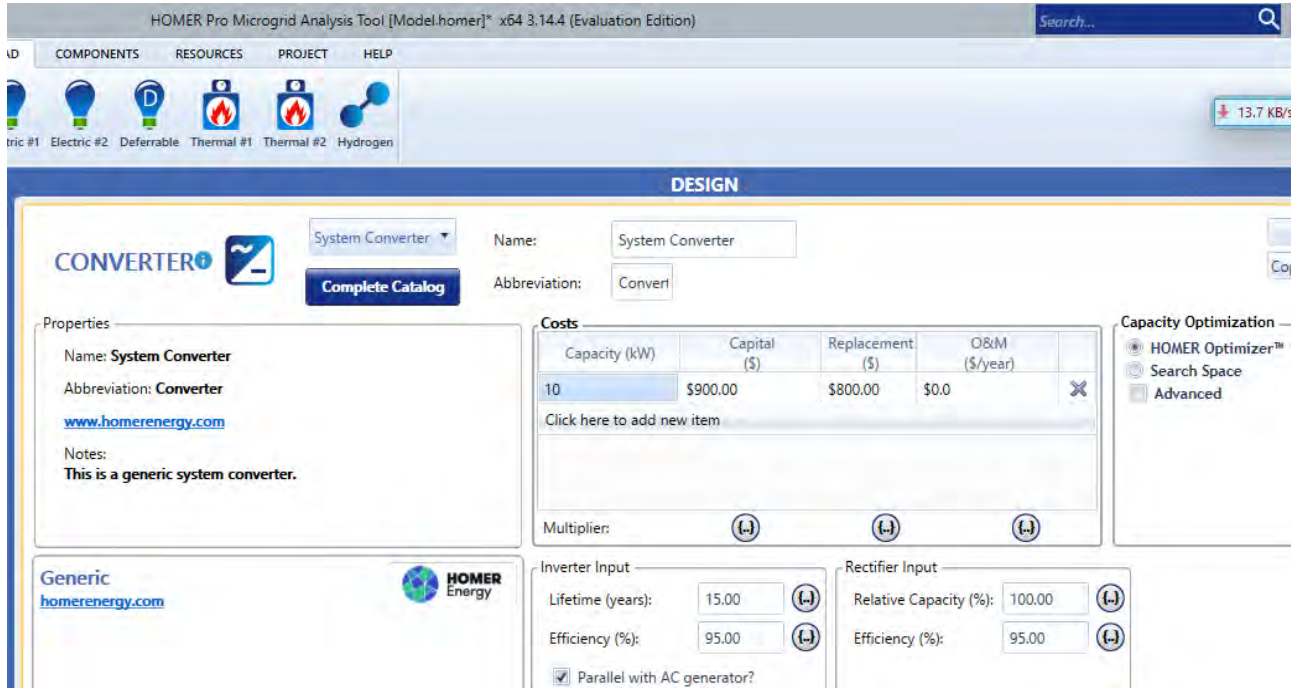 HOMER Pro Microgrid Analysis Tool [Model.homer]* x64 3.14.4 (Evaluation Edition)
Search...
AD COMPONENTS RESOURCES PROJECT HELP
13.7 KB/s
tric #1 Electric #2 Deferrable Thermal #1 Thermal #2 Hydrogen
DESIGN
CONVERTER
System Converter
Complete Catalog
Name: System Converter
Abbreviation: Convert
Cop
Properties
Name: System Converter
Abbreviation: Converter
www.homerenergy.com
Notes:
This is a generic system converter.
Costs
Capacity (kW) Capital ($) Replacement ($) O&M ($/year)
10 $900.00 $800.00 $0.0
Click here to add new item
Multiplier: {..} {..} {..}
Capacity Optimization
HOMER Optimizer™
Search Space
Advanced
Generic
homerenergy.com
HOMER
Energy
Inverter Input
Lifetime (years): 15.00 {..}
Efficiency (%): 95.00 {..}
Parallel with AC generator?
Rectifier Input
Relative Capacity (%): 100.00 {..}
Efficiency (%): 95.00 {..}